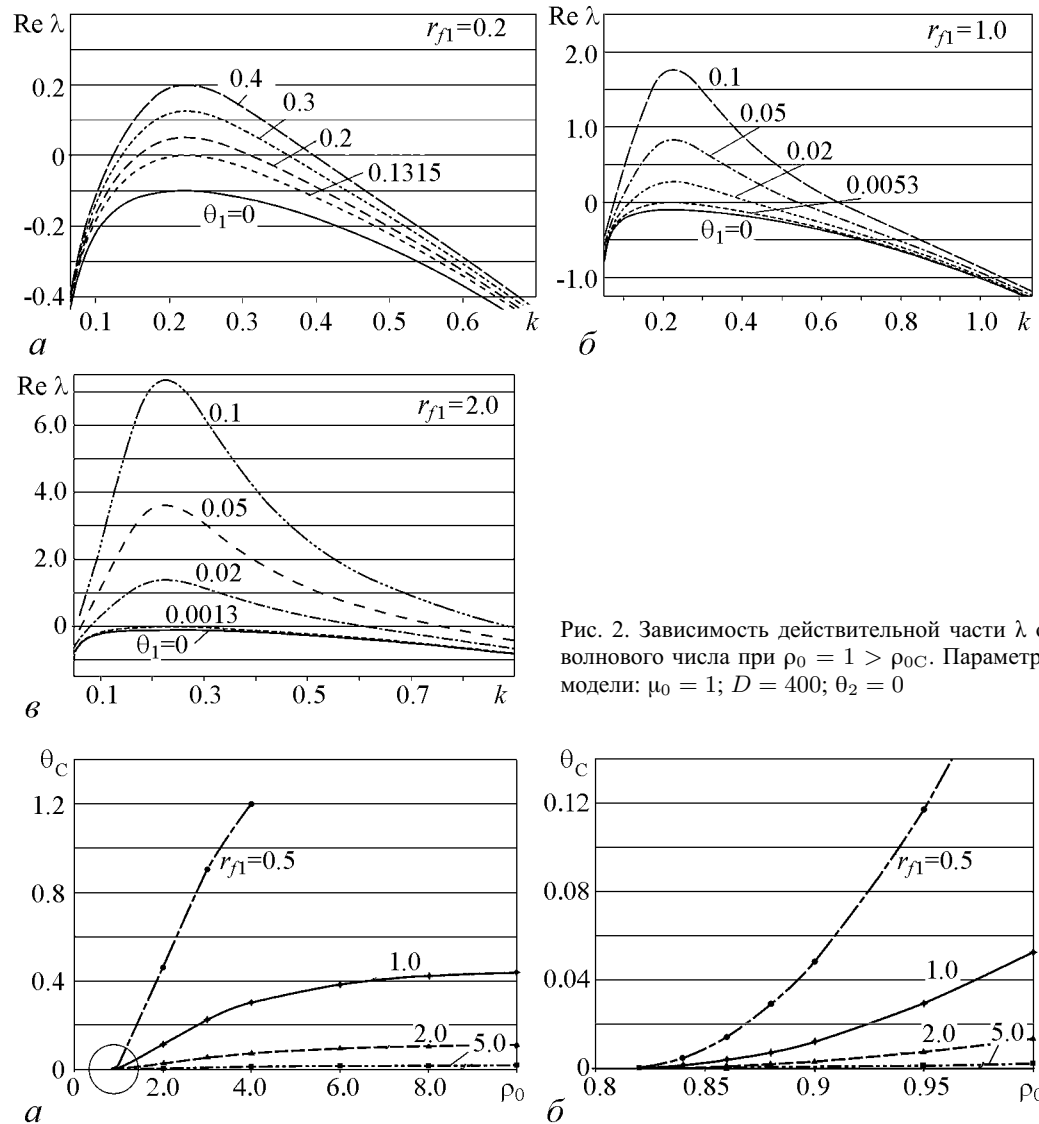 Re λ
r_f1=0.2
0.2
0
-0.2
-0.4
0.4
0.3
0.2
0.1315
θ₁=0
0.1 0.2 0.3 0.4 0.5 0.6 k
а
Re λ
r_f1=1.0
2.0
1.0
0
-1.0
0.1
0.05
0.02
0.0053
θ₁=0
0.2 0.4 0.6 0.8 1.0 k
б
Re λ
r_f1=2.0
6.0
4.0
2.0
0
0.1
0.05
0.02
0.0013
θ₁=0
0.1 0.3 0.5 0.7 k
в
Рис. 2. Зависимость действительной части λ о
волнового числа при ρ₀ = 1 > ρ₀C. Параметр
модели: μ₀ = 1; D = 400; θ₂ = 0
θ_C
1.2
0.8
0.4
0
r_f1=0.5
1.0
2.0
5.0
0 2.0 4.0 6.0 8.0 ρ₀
а
θ_C
0.12
0.08
0.04
0
r_f1=0.5
1.0
2.0
5.0
0.8 0.85 0.9 0.95 ρ₀
б